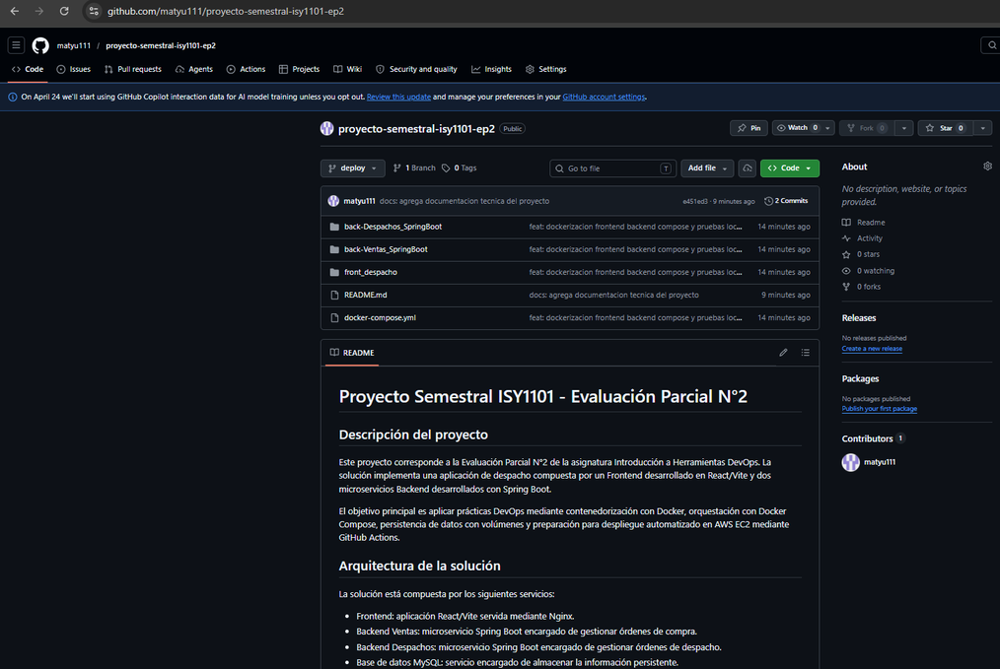 github.com/matyu111/proyecto-semestral-isy1101-ep2
matyu111 / proyecto-semestral-isy1101-ep2
Code Issues Pull requests Agents Actions Projects Wiki Security and quality Insights Settings
On April 24 we'll start using GitHub Copilot interaction data for AI model training unless you opt out. Review this update and manage your preferences in your GitHub account settings.
proyecto-semestral-isy1101-ep2 Public
Pin Watch 0 Fork 0 Star 0
deploy 1 Branch 0 Tags Go to file T Add file Code
matyu111 docs: agrega documentacion tecnica del proyecto e451ed3 · 9 minutes ago 2 Commits
back-Despachos_SpringBoot feat: dockerizacion frontend backend compose y pruebas loc... 14 minutes ago
back-Ventas_SpringBoot feat: dockerizacion frontend backend compose y pruebas loc... 14 minutes ago
front_despacho feat: dockerizacion frontend backend compose y pruebas loc... 14 minutes ago
README.md docs: agrega documentacion tecnica del proyecto 9 minutes ago
docker-compose.yml feat: dockerizacion frontend backend compose y pruebas loc... 14 minutes ago
README
Proyecto Semestral ISY1101 - Evaluación Parcial N°2
Descripción del proyecto
Este proyecto corresponde a la Evaluación Parcial N°2 de la asignatura Introducción a Herramientas DevOps. La
solución implementa una aplicación de despacho compuesta por un Frontend desarrollado en React/Vite y dos
microservicios Backend desarrollados con Spring Boot.
El objetivo principal es aplicar prácticas DevOps mediante contenedorización con Docker, orquestación con Docker
Compose, persistencia de datos con volúmenes y preparación para despliegue automatizado en AWS EC2 mediante
GitHub Actions.
Arquitectura de la solución
La solución está compuesta por los siguientes servicios:
Frontend: aplicación React/Vite servida mediante Nginx.
Backend Ventas: microservicio Spring Boot encargado de gestionar órdenes de compra.
Backend Despachos: microservicio Spring Boot encargado de gestionar órdenes de despacho.
Base de datos MySQL: servicio encargado de almacenar la información persistente.
About
No description, website, or topics
provided.
Readme
Activity
0 stars
0 watching
0 forks
Releases
No releases published
Create a new release
Packages
No packages published
Publish your first package
Contributors 1
matyu111